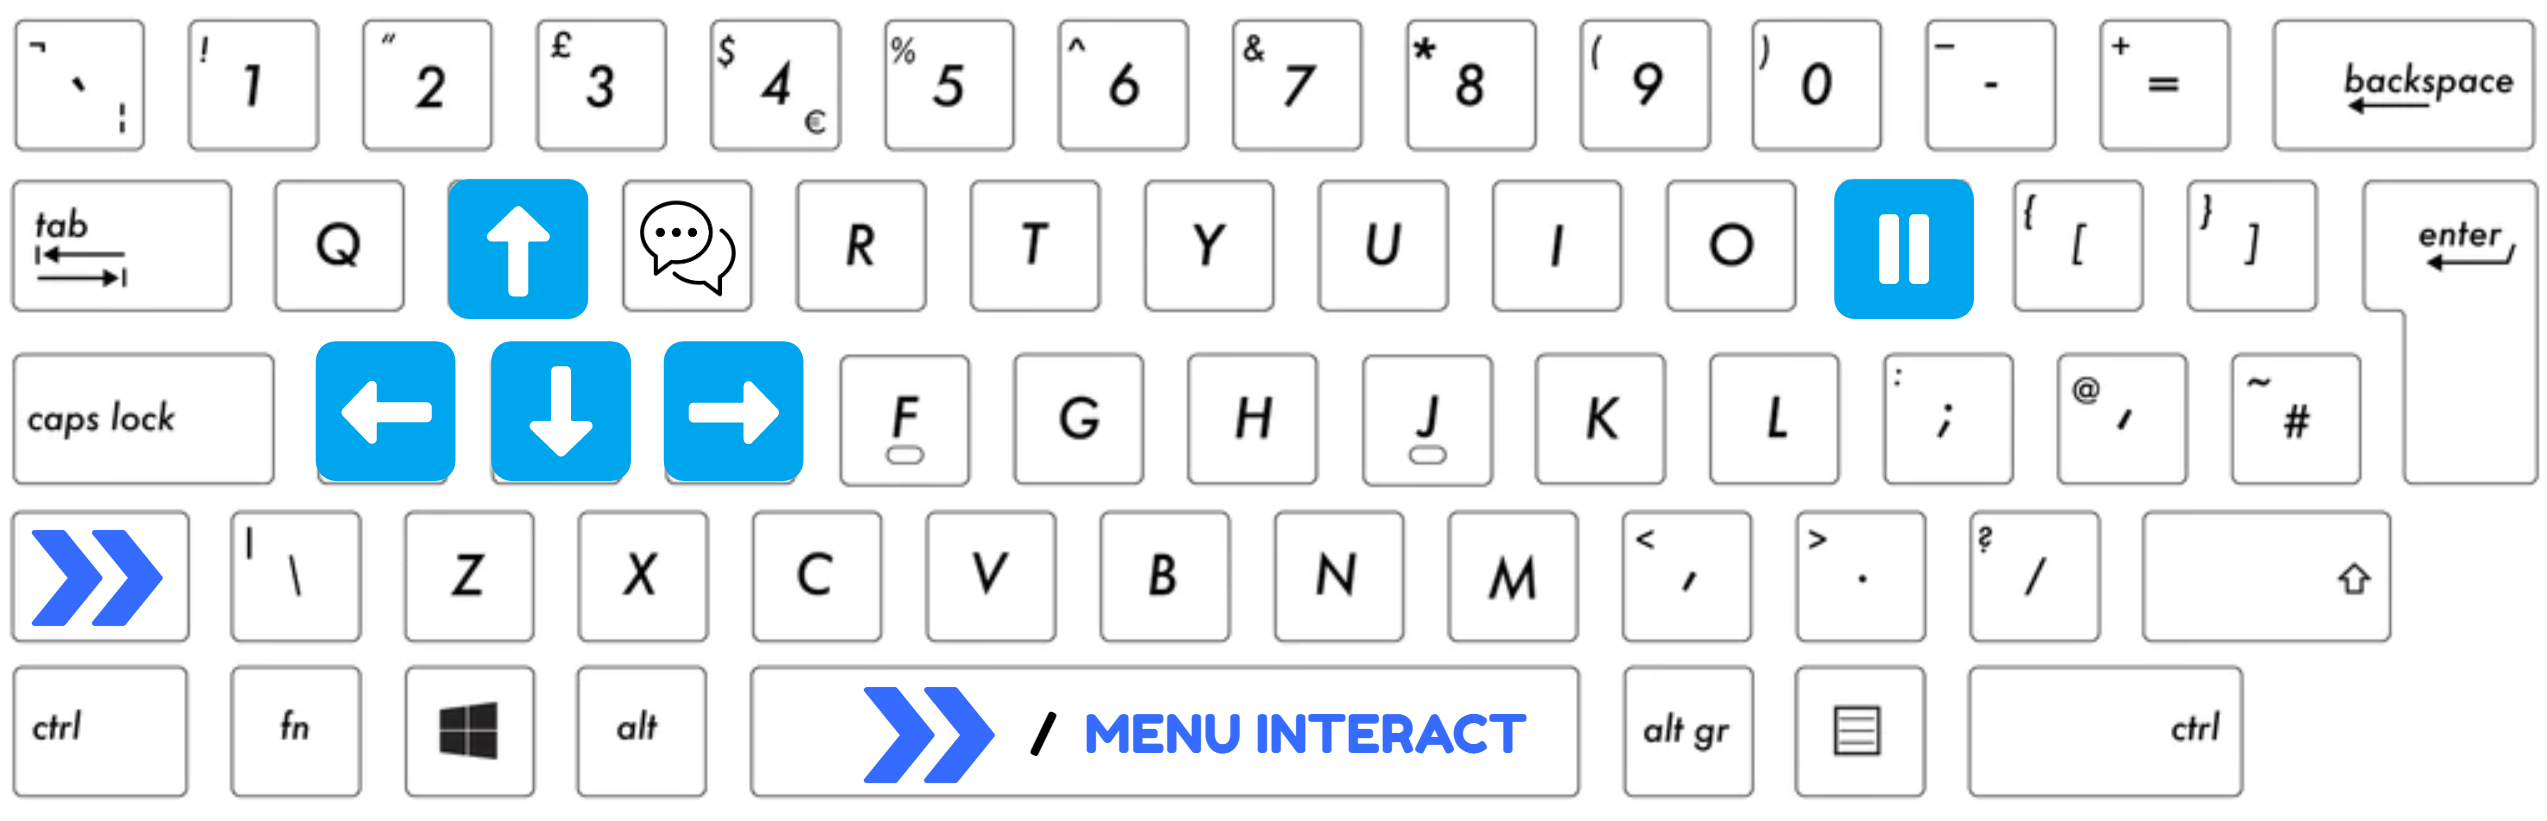 ¬ ` ¦ ! 1 " 2 £ 3 $ 4 € % 5 ^ 6 & 7 * 8 ( 9 ) 0 _ - + = backspace
tab Q R T Y U I O { [ } ] enter
caps lock F G H J K L : ; @ ' ~ #
| \ Z X C V B N M < , > . ? /
ctrl fn alt / MENU INTERACT alt gr ctrl